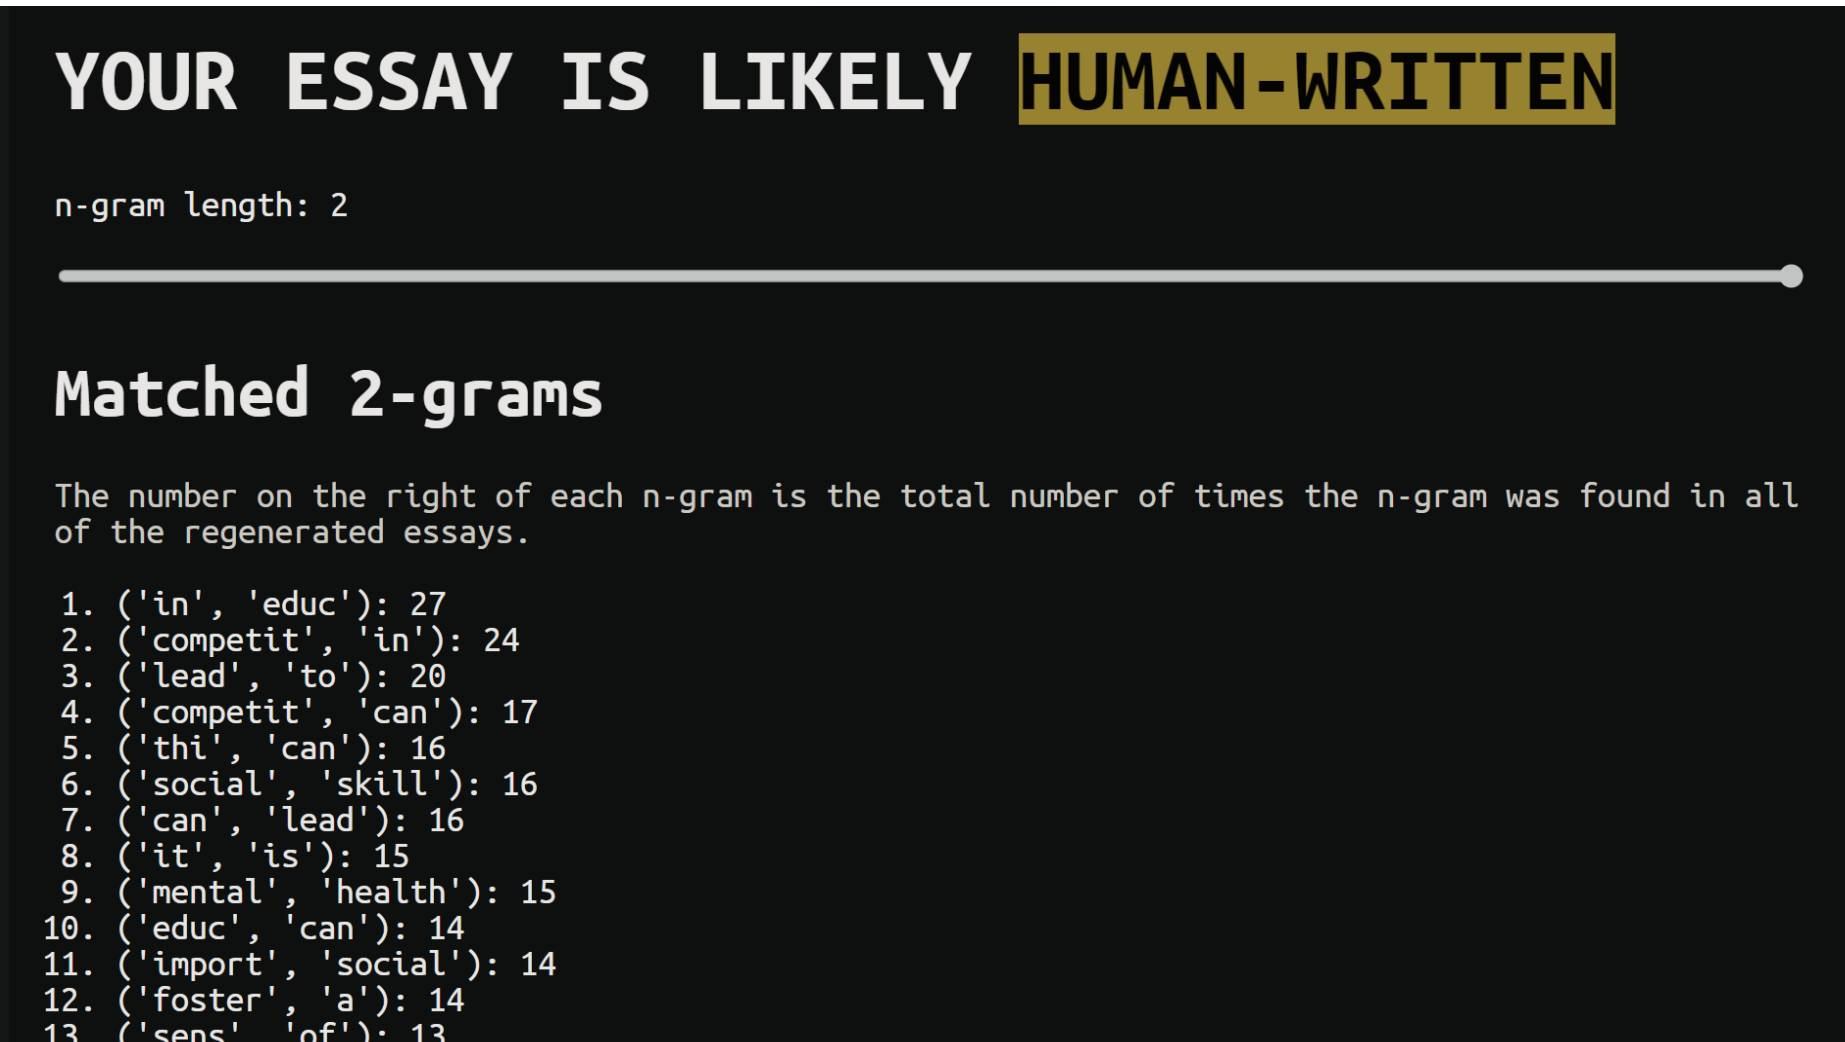 YOUR ESSAY IS LIKELY HUMAN-WRITTEN
n-gram length: 2
Matched 2-grams
The number on the right of each n-gram is the total number of times the n-gram was found in all
of the regenerated essays.
1. ('in', 'educ'): 27
2. ('competit', 'in'): 24
3. ('lead', 'to'): 20
4. ('competit', 'can'): 17
5. ('thi', 'can'): 16
6. ('social', 'skill'): 16
7. ('can', 'lead'): 16
8. ('it', 'is'): 15
9. ('mental', 'health'): 15
10. ('educ', 'can'): 14
11. ('import', 'social'): 14
12. ('foster', 'a'): 14
13. ('sens', 'of'): 13